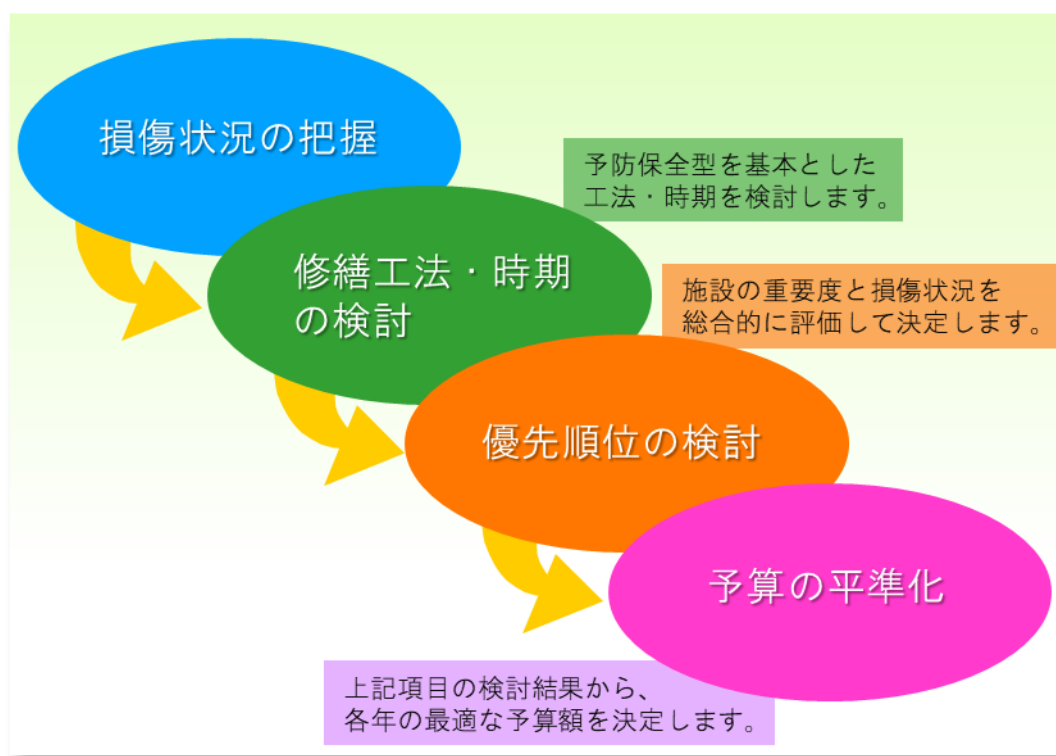 損傷状況の把握
予防保全型を基本とした
工法・時期を検討します。
修繕工法・時期
の検討
施設の重要度と損傷状況を
総合的に評価して決定します。
優先順位の検討
予算の平準化
上記項目の検討結果から、
各年の最適な予算額を決定します。